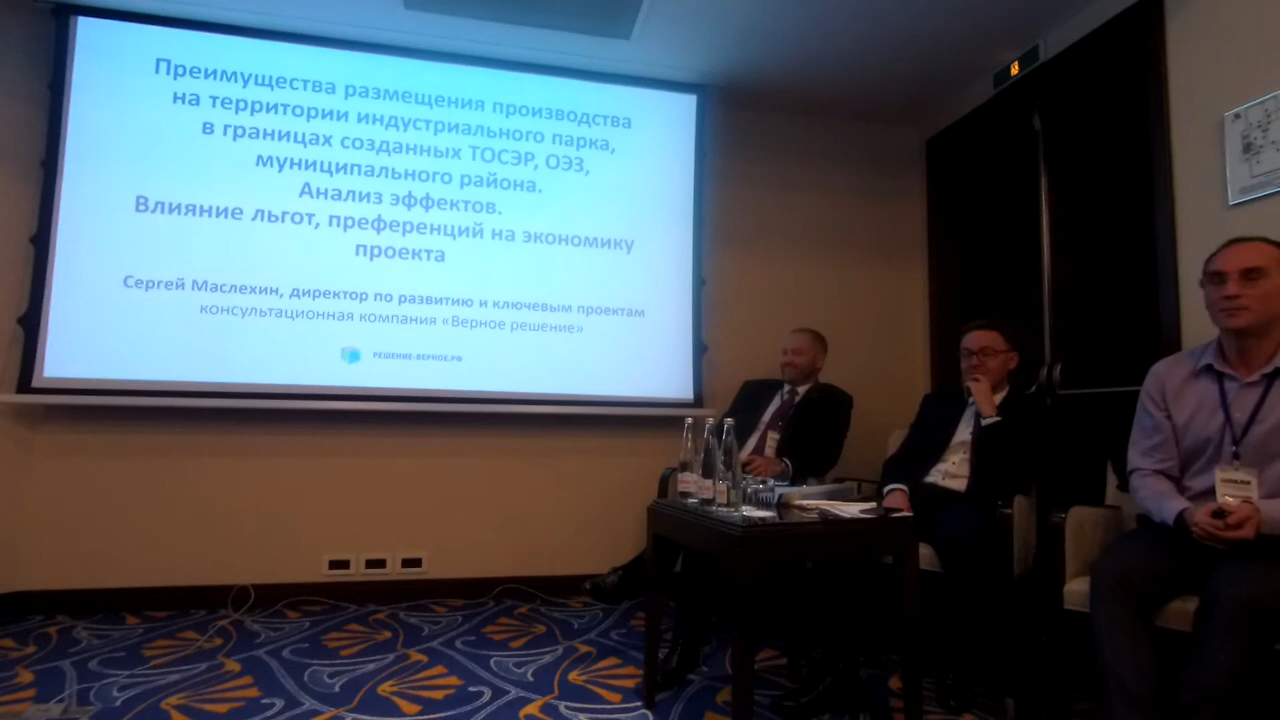 Преимущества размещения производства
на территории индустриального парка,
в границах созданных ТОСЭР, ОЭЗ,
муниципального района.
Анализ эффектов.
Влияние льгот, преференций на экономику
проекта
Сергей Маслехин, директор по развитию и ключевым проектам
консультационная компания «Верное решение»
РЕШЕНИЕ-ВЕРНОЕ.РФ